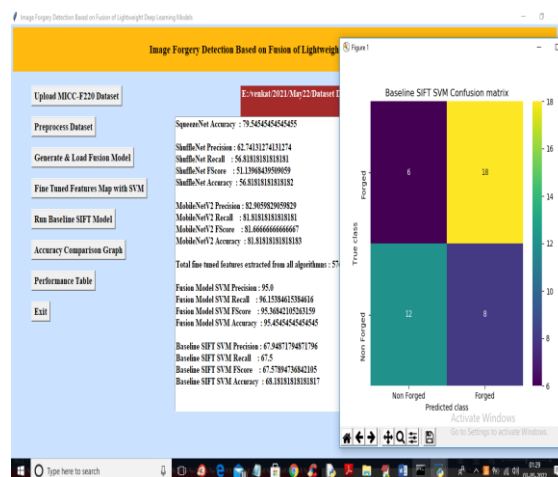 Image Forgery Detection Based on Fusion of Lightweight Deep Learning Models
Image Forgery Detection Based on Fusion of Lightweigh
Upload MICC-F220 Dataset
E:/venkat/2021/May22/Dataset D
Preprocess Dataset
Generate & Load Fusion Model
Fine Tuned Features Map with SVM
Run Baseline SIFT Model
Accuracy Comparison Graph
Performance Table
Exit
SqueezeNet Accuracy : 79.54545454545455
ShuffleNet Precision : 62.74131274131274
ShuffleNet Recall : 56.81818181818181
ShuffleNet FScore : 51.13968439509059
ShuffleNet Accuracy : 56.81818181818182
MobileNetV2 Precision : 82.9059829059829
MobileNetV2 Recall : 81.81818181818181
MobileNetV2 FScore : 81.66666666666667
MobileNetV2 Accuracy : 81.81818181818183
Total fine tuned features extracted from all algorithms : 576
Fusion Model SVM Precision : 95.0
Fusion Model SVM Recall : 96.15384615384616
Fusion Model SVM FScore : 95.36842105263159
Fusion Model SVM Accuracy : 95.45454545454545
Baseline SIFT SVM Precision : 67.94871794871796
Baseline SIFT SVM Recall : 67.5
Baseline SIFT SVM FScore : 67.57894736842105
Baseline SIFT SVM Accuracy : 68.18181818181817
Figure 1
Baseline SIFT SVM Confusion matrix
Forged
Non Forged
True class
6
18
12
8
Non Forged
Forged
Predicted class
18
16
14
12
10
8
6
Activate Windows
Go to Settings to activate Windows.
Type here to search
01:29